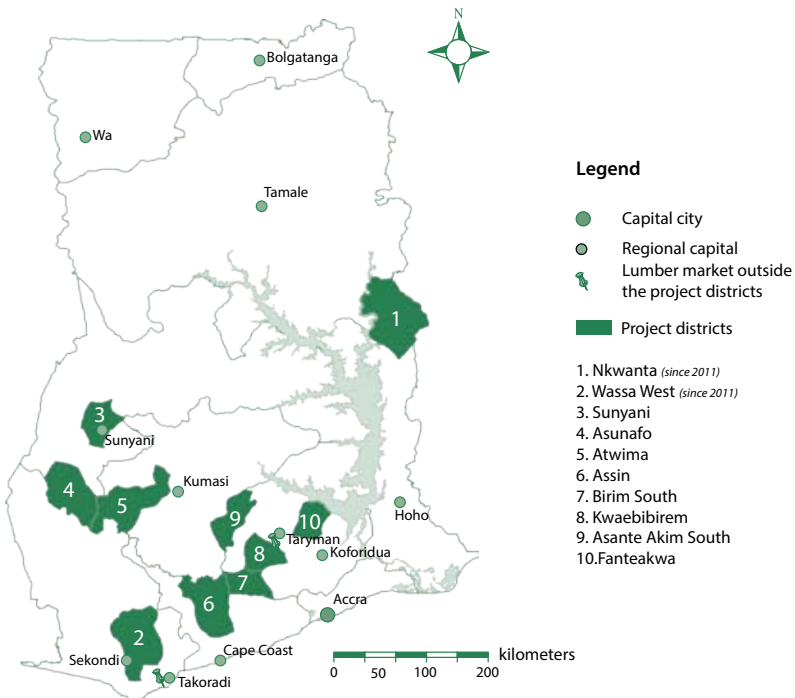 N
Bolgatanga
Wa
Tamale
1
3
Sunyani
Kumasi
4
5
9
10
Hoho
Taryman
8
Koforidua
7
6
Accra
2
Sekondi
Cape Coast
Takoradi
kilometers
0 50 100 200
Legend
Capital city
Regional capital
Lumber market outside
the project districts
Project districts
1. Nkwanta (since 2011)
2. Wassa West (since 2011)
3. Sunyani
4. Asunafo
5. Atwima
6. Assin
7. Birim South
8. Kwaebibirem
9. Asante Akim South
10.Fanteakwa